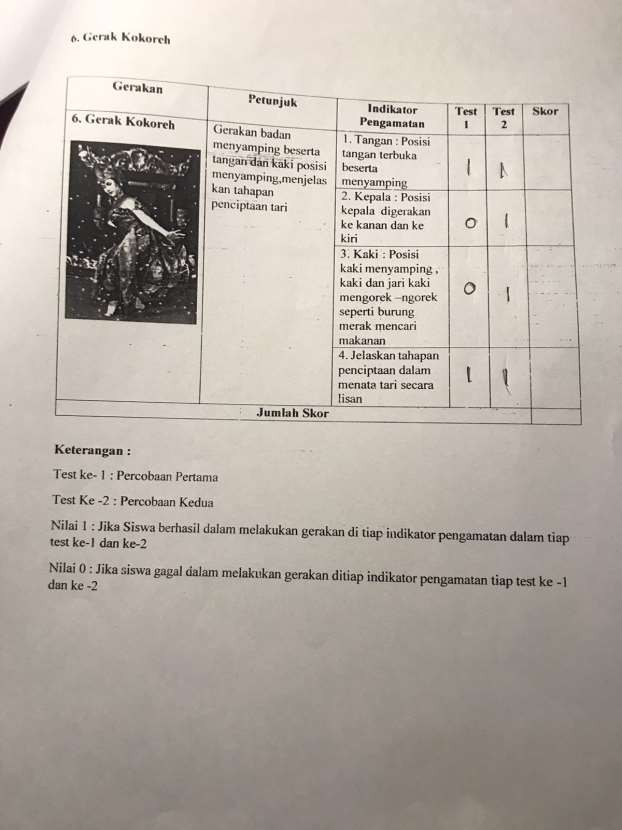 6. Gerak Kokoreh
Gerakan
Petunjuk
Indikator
Pengamatan
Test
1
Test
2
Skor
6. Gerak Kokoreh
Gerakan badan
menyamping beserta
tangan dan kaki posisi
menyamping,menjelas
kan tahapan
penciptaan tari
1. Tangan : Posisi
tangan terbuka
beserta
menyamping
1
1
2. Kepala : Posisi
kepala digerakan
ke kanan dan ke
kiri
0
1
3. Kaki : Posisi
kaki menyamping ,
kaki dan jari kaki
mengorek –ngorek
seperti burung
merak mencari
makanan
0
1
4. Jelaskan tahapan
penciptaan dalam
menata tari secara
lisan
1
1
Jumlah Skor
Keterangan :
Test ke- 1 : Percobaan Pertama
Test Ke -2 : Percobaan Kedua
Nilai 1 : Jika Siswa berhasil dalam melakukan gerakan di tiap indikator pengamatan dalam tiap
test ke-1 dan ke-2
Nilai 0 : Jika siswa gagal dalam melakukan gerakan ditiap indikator pengamatan tiap test ke -1
dan ke -2